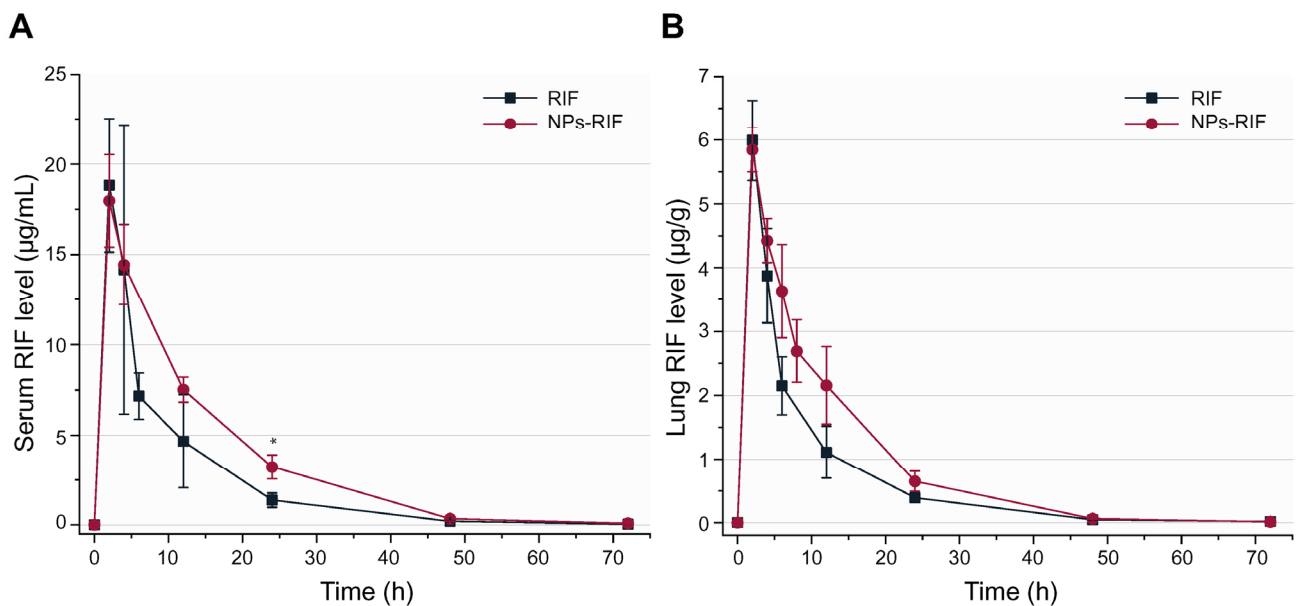 A
Serum RIF level (µg/mL)
25
20
15
10
5
0
RIF
NPs-RIF
*
0 10 20 30 40 50 60 70
Time (h)
B
Lung RIF level (µg/g)
7
6
5
4
3
2
1
0
RIF
NPs-RIF
0 10 20 30 40 50 60 70
Time (h)